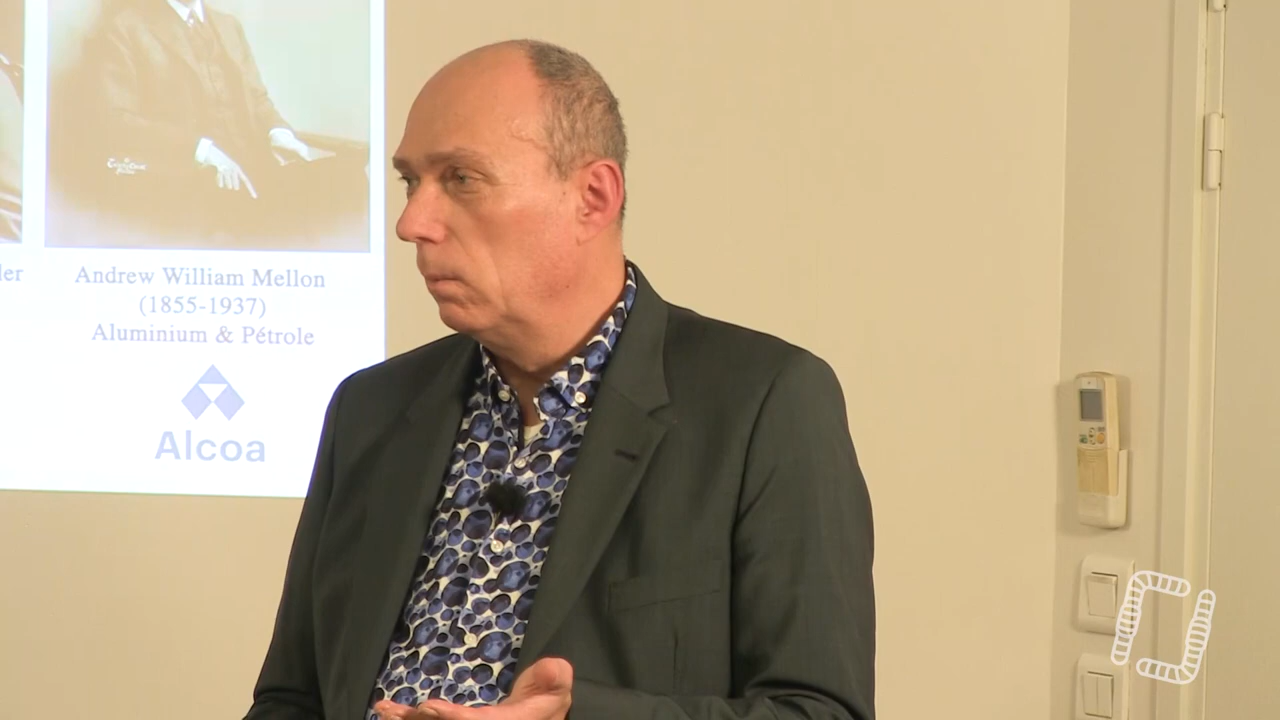 ler
Andrew William Mellon
(1855-1937)
Aluminium & Pétrole
Alcoa